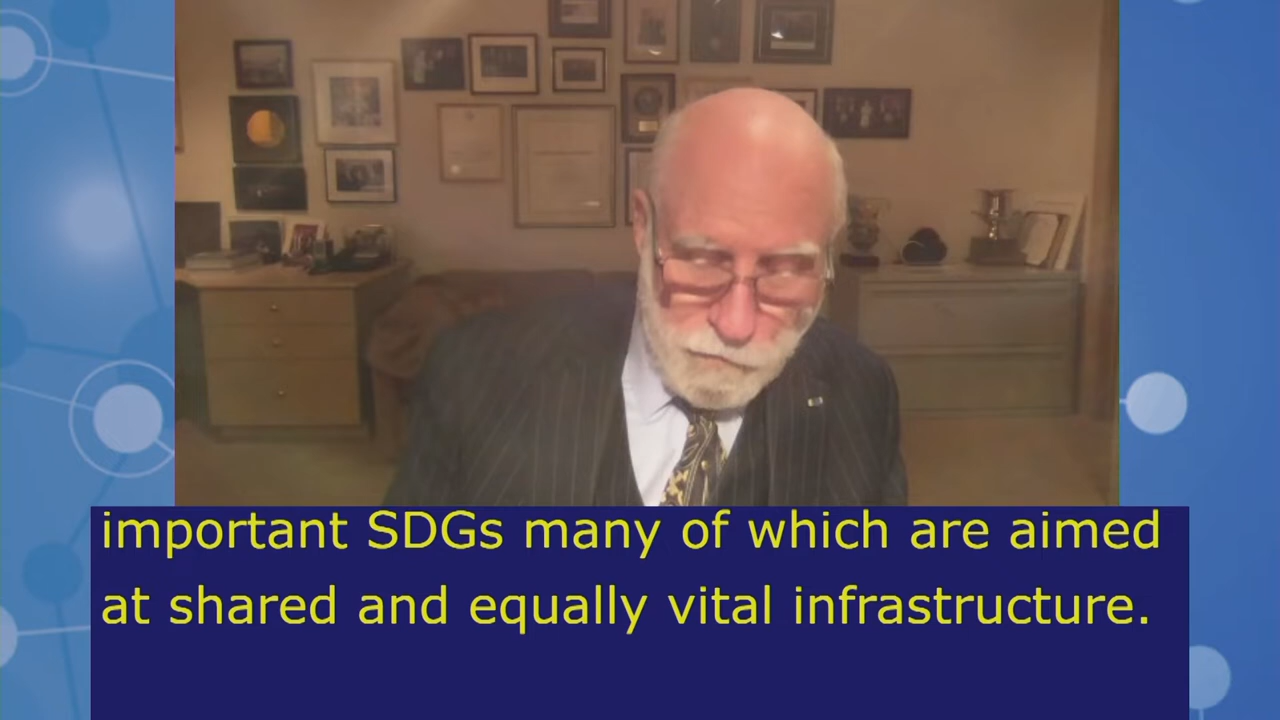 important SDGs many of which are aimed
at shared and equally vital infrastructure.